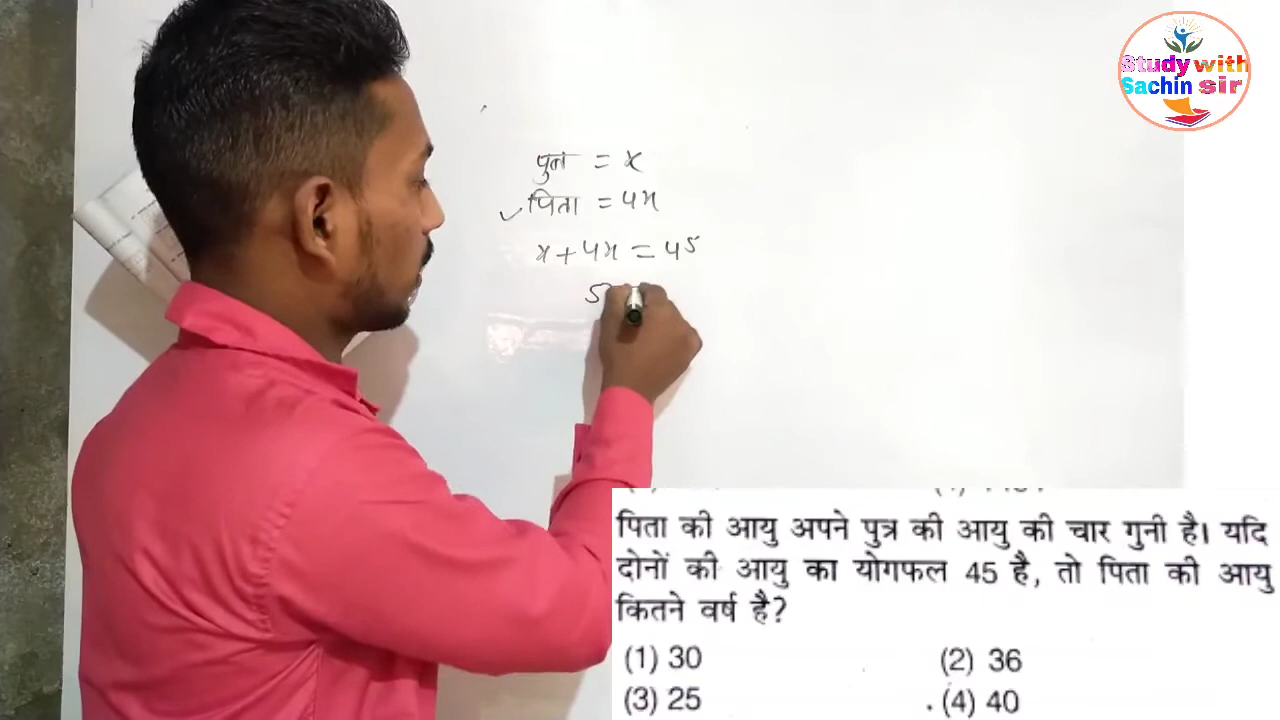 Study with
Sachin sir
पुत्र = x
✓ पिता = 4x
x + 4x = 45
5
पिता की आयु अपने पुत्र की आयु की चार गुनी है। यदि
दोनों की आयु का योगफल 45 है, तो पिता की आयु
कितने वर्ष है?
(1) 30 (2) 36
(3) 25 (4) 40